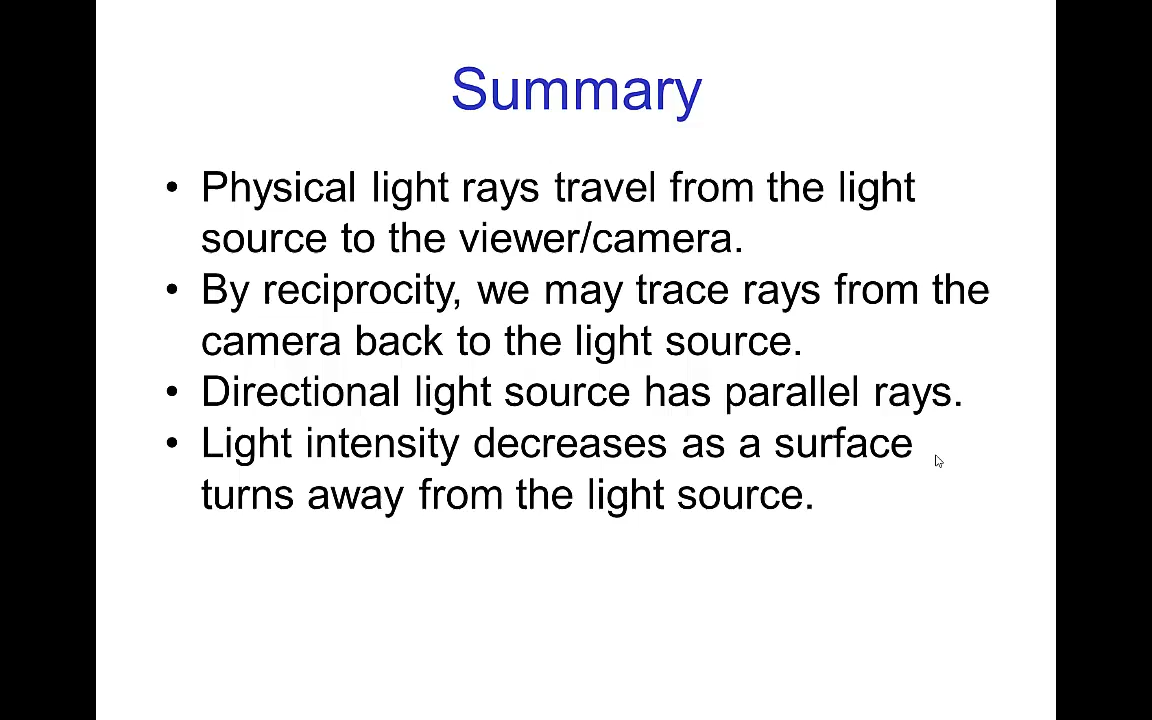 Summary
• Physical light rays travel from the light
source to the viewer/camera.
• By reciprocity, we may trace rays from the
camera back to the light source.
• Directional light source has parallel rays.
• Light intensity decreases as a surface
turns away from the light source.